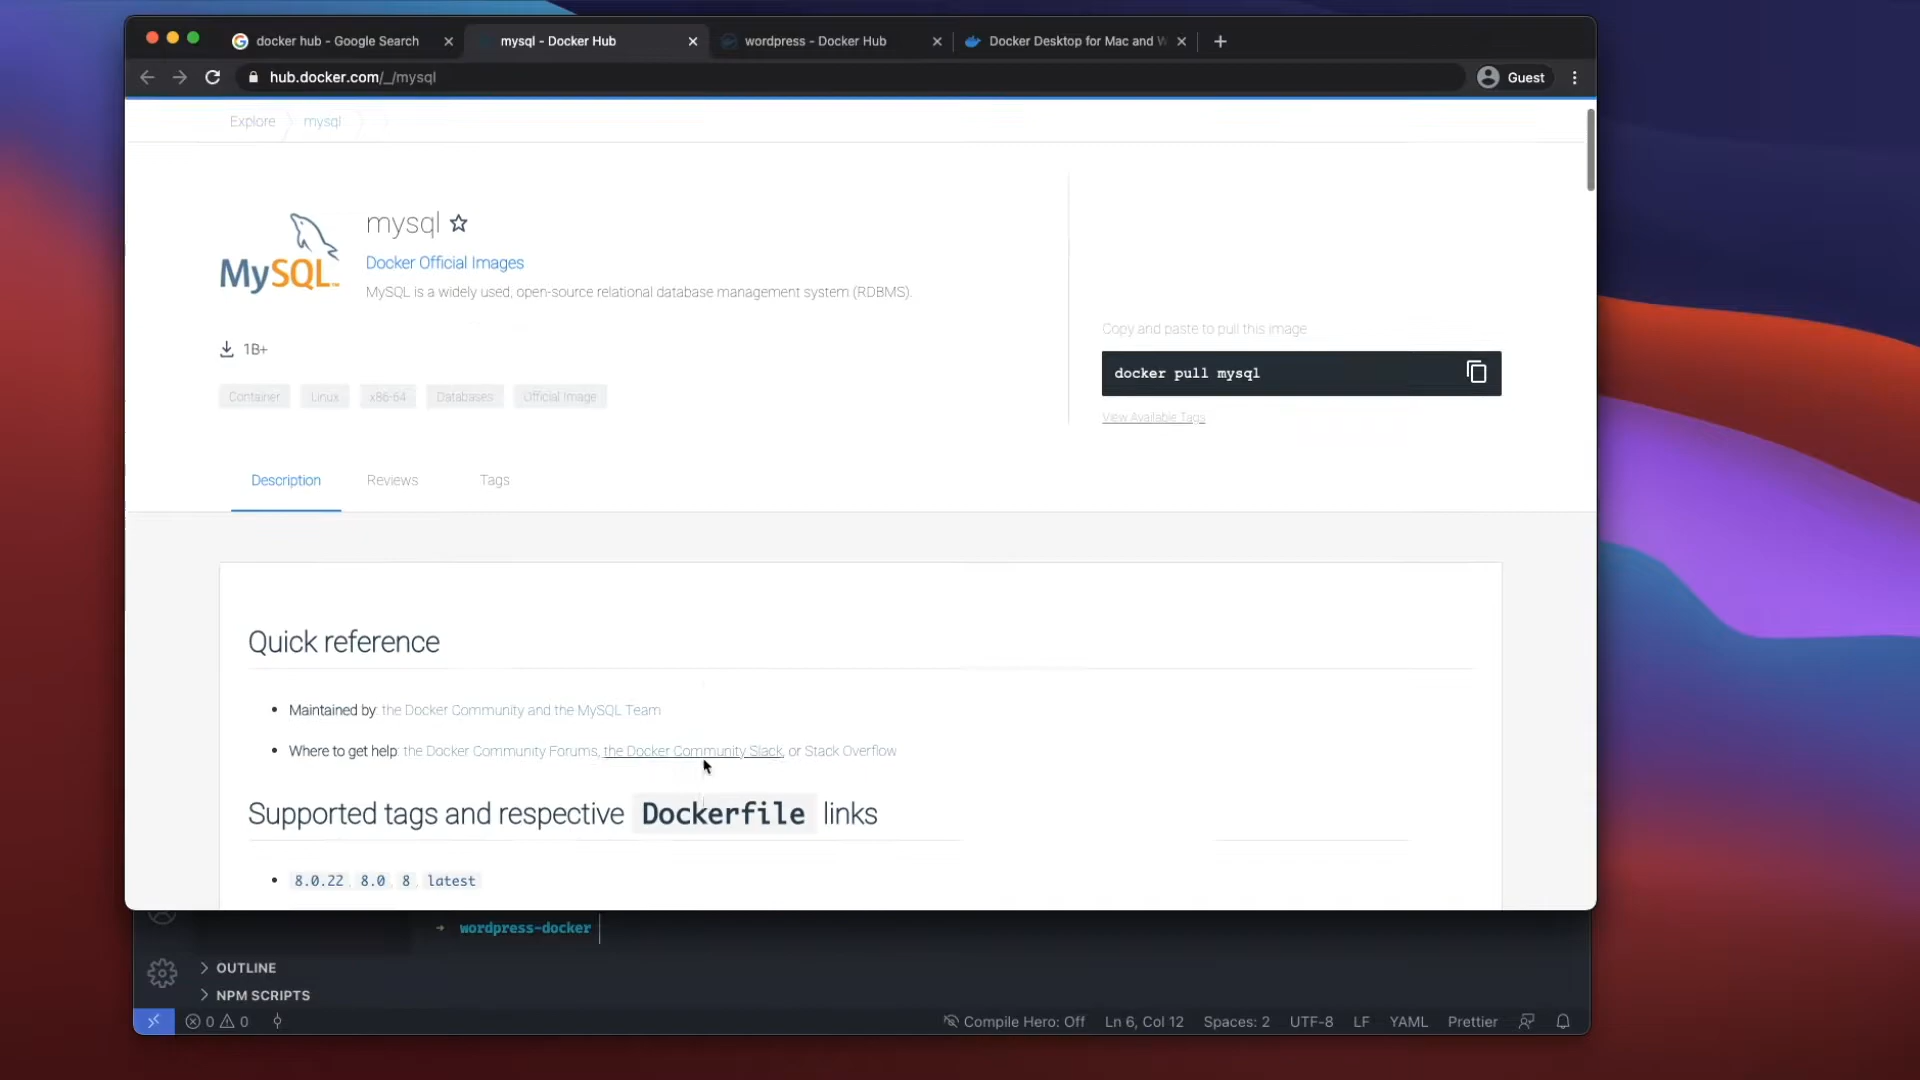 docker hub - Google Search
mysql - Docker Hub
wordpress - Docker Hub
Docker Desktop for Mac and W
hub.docker.com/_/mysql
Guest
Explore
mysql
MySQL™
mysql
Docker Official Images
MySQL is a widely used, open-source relational database management system (RDBMS).
1B+
Container
Linux
x86-64
Databases
Official Image
Copy and paste to pull this image
docker pull mysql
View Available Tags
Description
Reviews
Tags
Quick reference
Maintained by: the Docker Community and the MySQL Team
Where to get help: the Docker Community Forums, the Docker Community Slack, or Stack Overflow
Supported tags and respective Dockerfile links
8.0.22, 8.0, 8, latest
→ wordpress-docker
OUTLINE
NPM SCRIPTS
0 0
Compile Hero: Off
Ln 6, Col 12
Spaces: 2
UTF-8
LF
YAML
Prettier